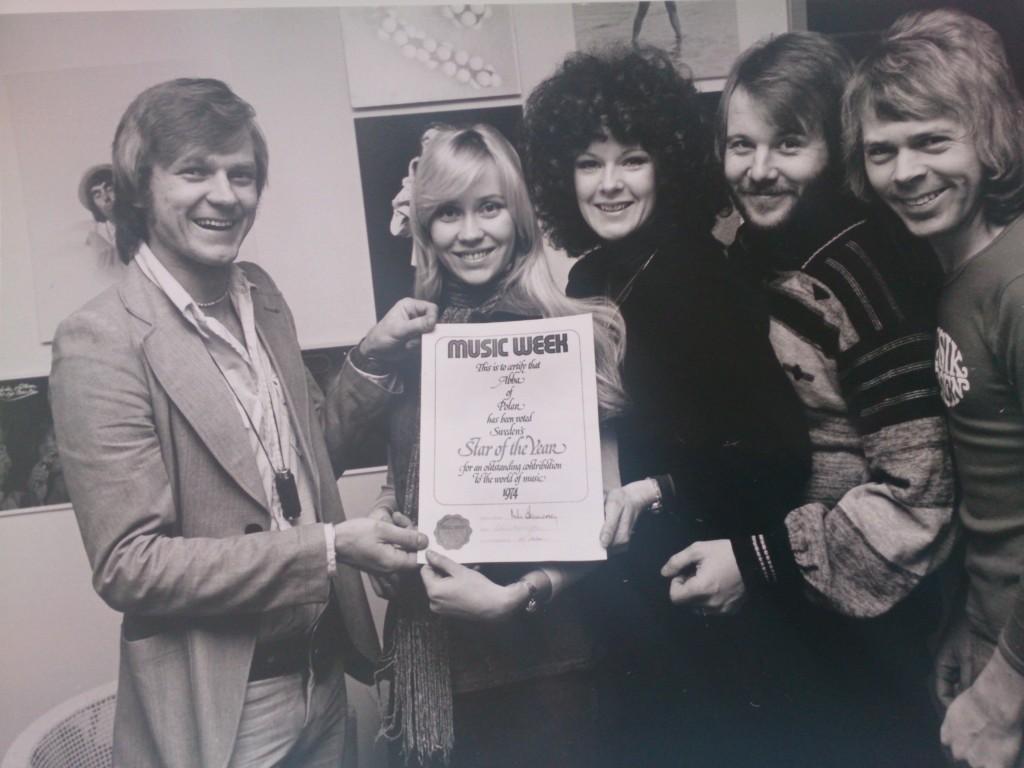 MUSIC WEEK
This is to certify that
Abba
of
Polar
has been voted
Sweden's
Star of the Year
for an outstanding contribution
to the world of music
1974